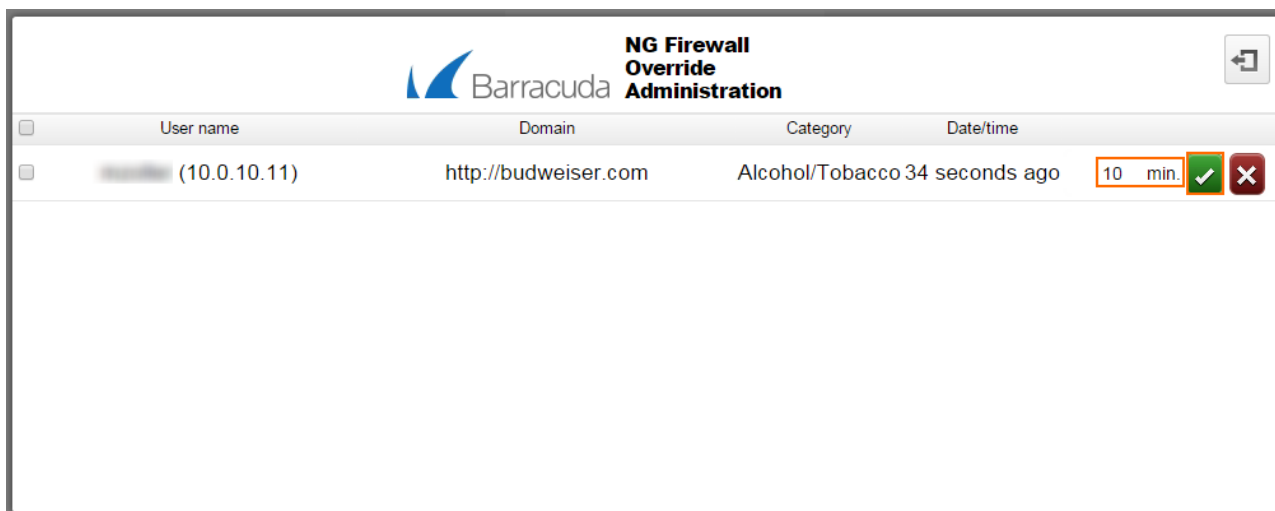 Barracuda
NG Firewall
Override
Administration
User name Domain Category Date/time
(10.0.10.11) http://budweiser.com Alcohol/Tobacco 34 seconds ago 10 min.